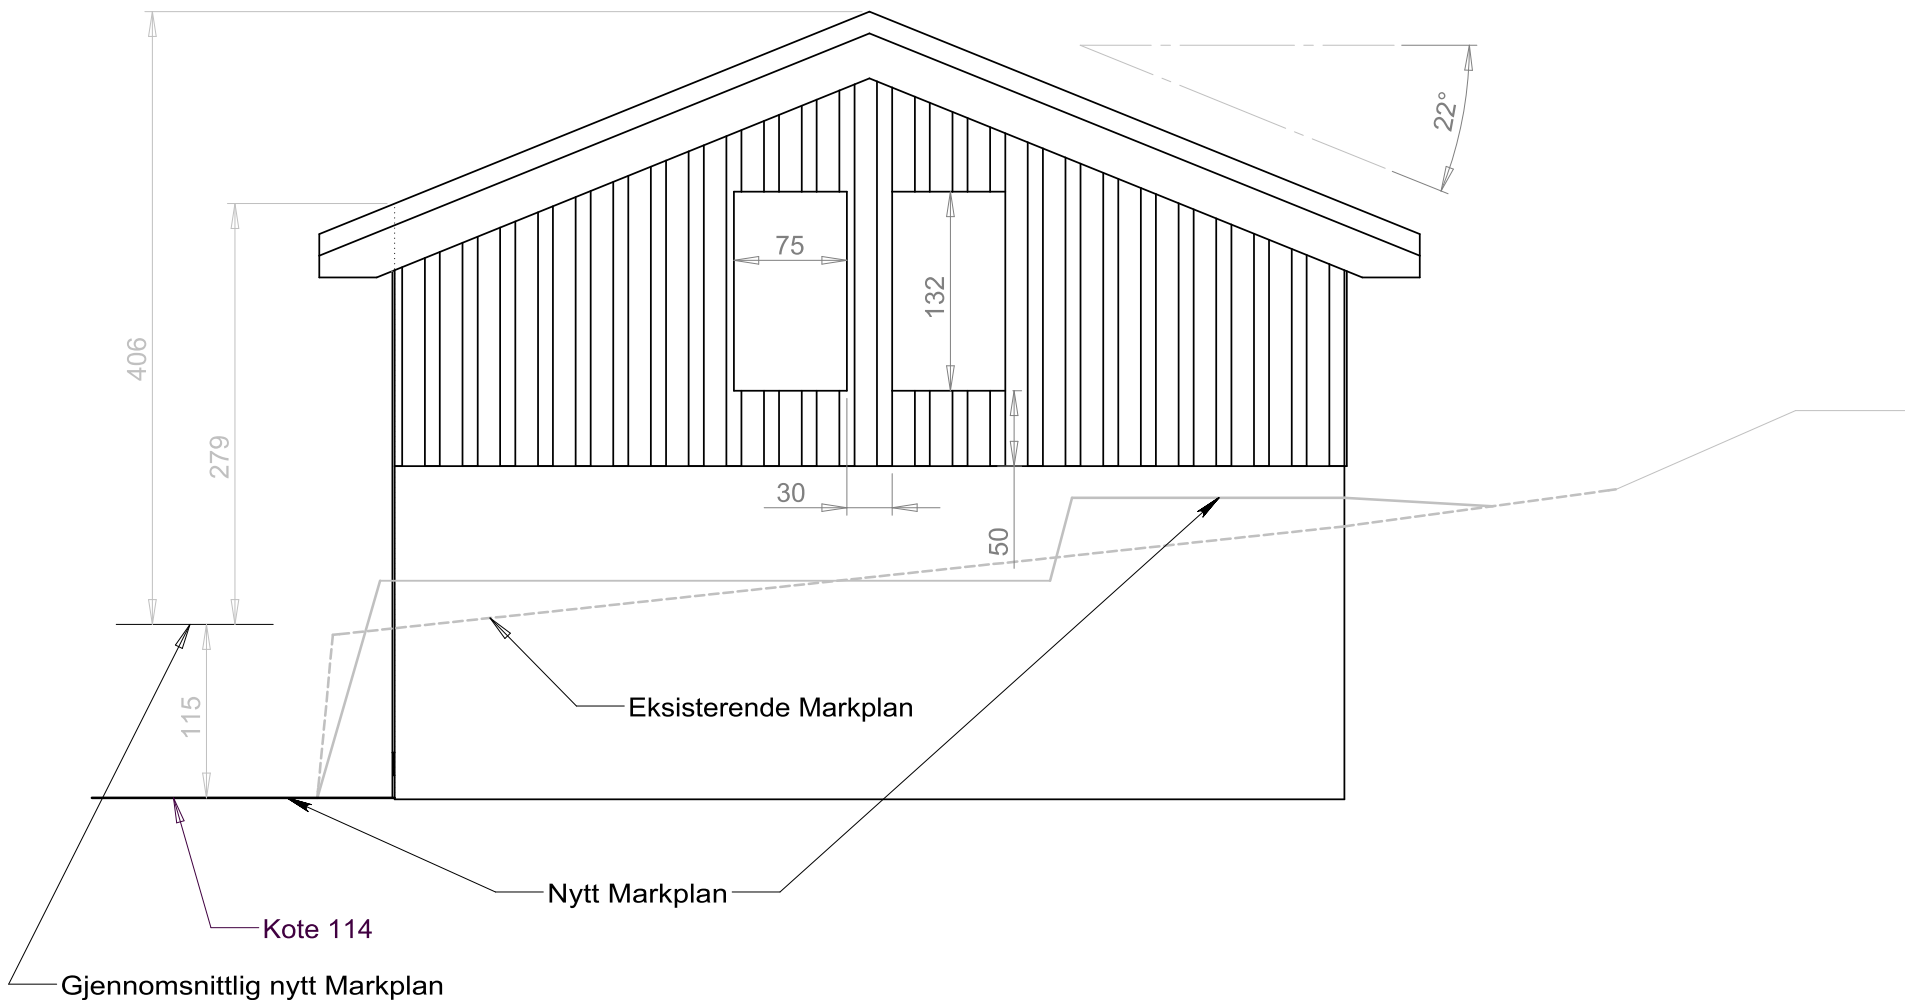 22°
75
132
406
279
30
50
115
Eksisterende Markplan
Nytt Markplan
Kote 114
Gjennomsnittlig nytt Markplan